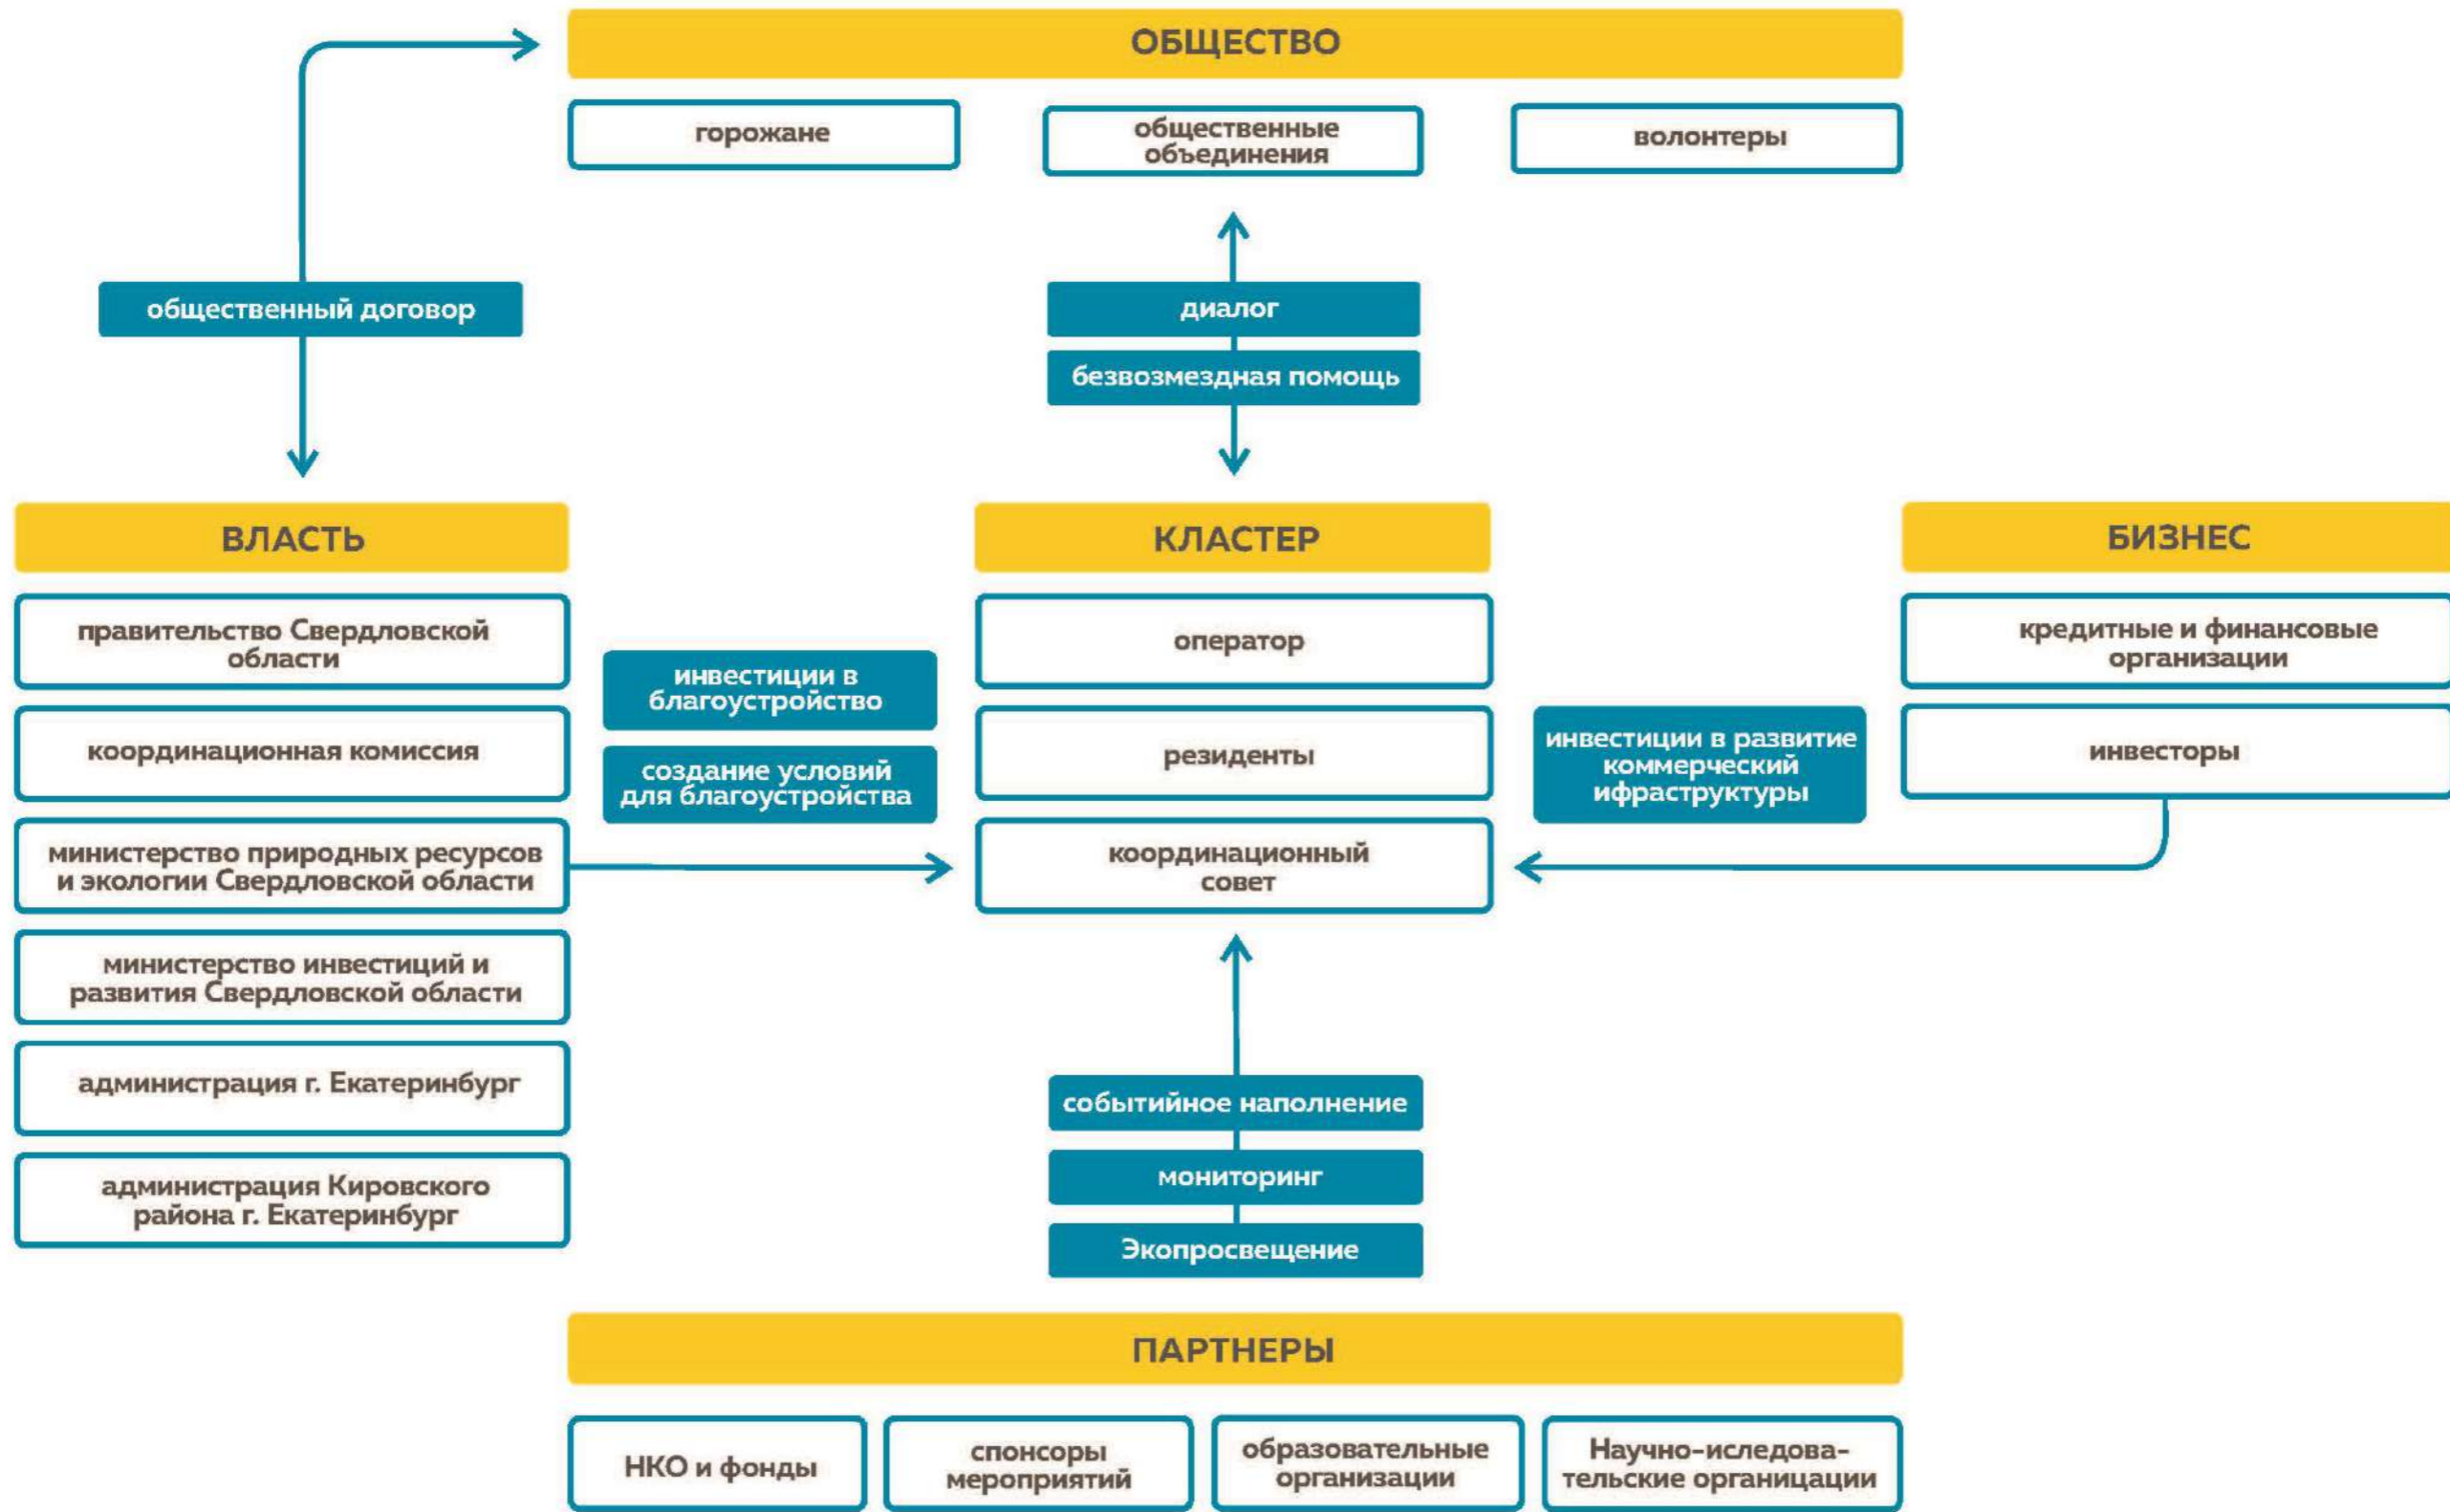 ОБЩЕСТВО
горожане
общественные
объединения
волонтеры
общественный договор
диалог
безвозмездная помощь
ВЛАСТЬ
правительство Свердловской
области
координационная комиссия
министерство природных ресурсов
и экологии Свердловской области
министерство инвестиций и
развития Свердловской области
администрация г. Екатеринбург
администрация Кировского
района г. Екатеринбург
инвестиции в
благоустройство
создание условий
для благоустройства
КЛАСТЕР
оператор
резиденты
координационный
совет
инвестиции в развитие
коммерческий
ифраструктуры
БИЗНЕС
кредитные и финансовые
организации
инвесторы
событийное наполнение
мониторинг
Экопросвещение
ПАРТНЕРЫ
НКО и фонды
спонсоры
мероприятий
образовательные
организации
Научно-иследова-
тельские органицации